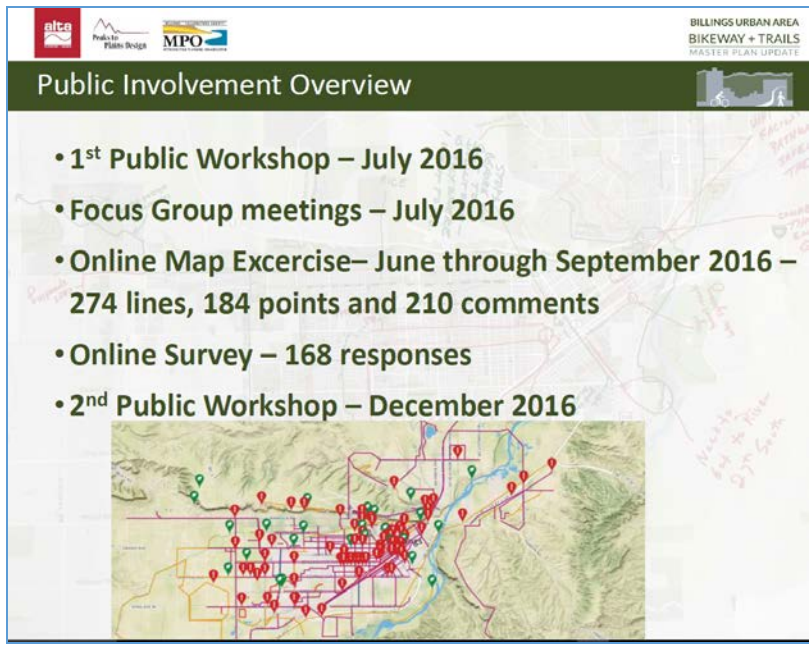 alta
Peaks to
Plains Design
MPO
BILLINGS URBAN AREA
BIKEWAY + TRAILS
MASTER PLAN UPDATE
Public Involvement Overview
• 1st Public Workshop – July 2016
• Focus Group meetings – July 2016
• Online Map Excercise– June through September 2016 –
274 lines, 184 points and 210 comments
• Online Survey – 168 responses
• 2nd Public Workshop – December 2016